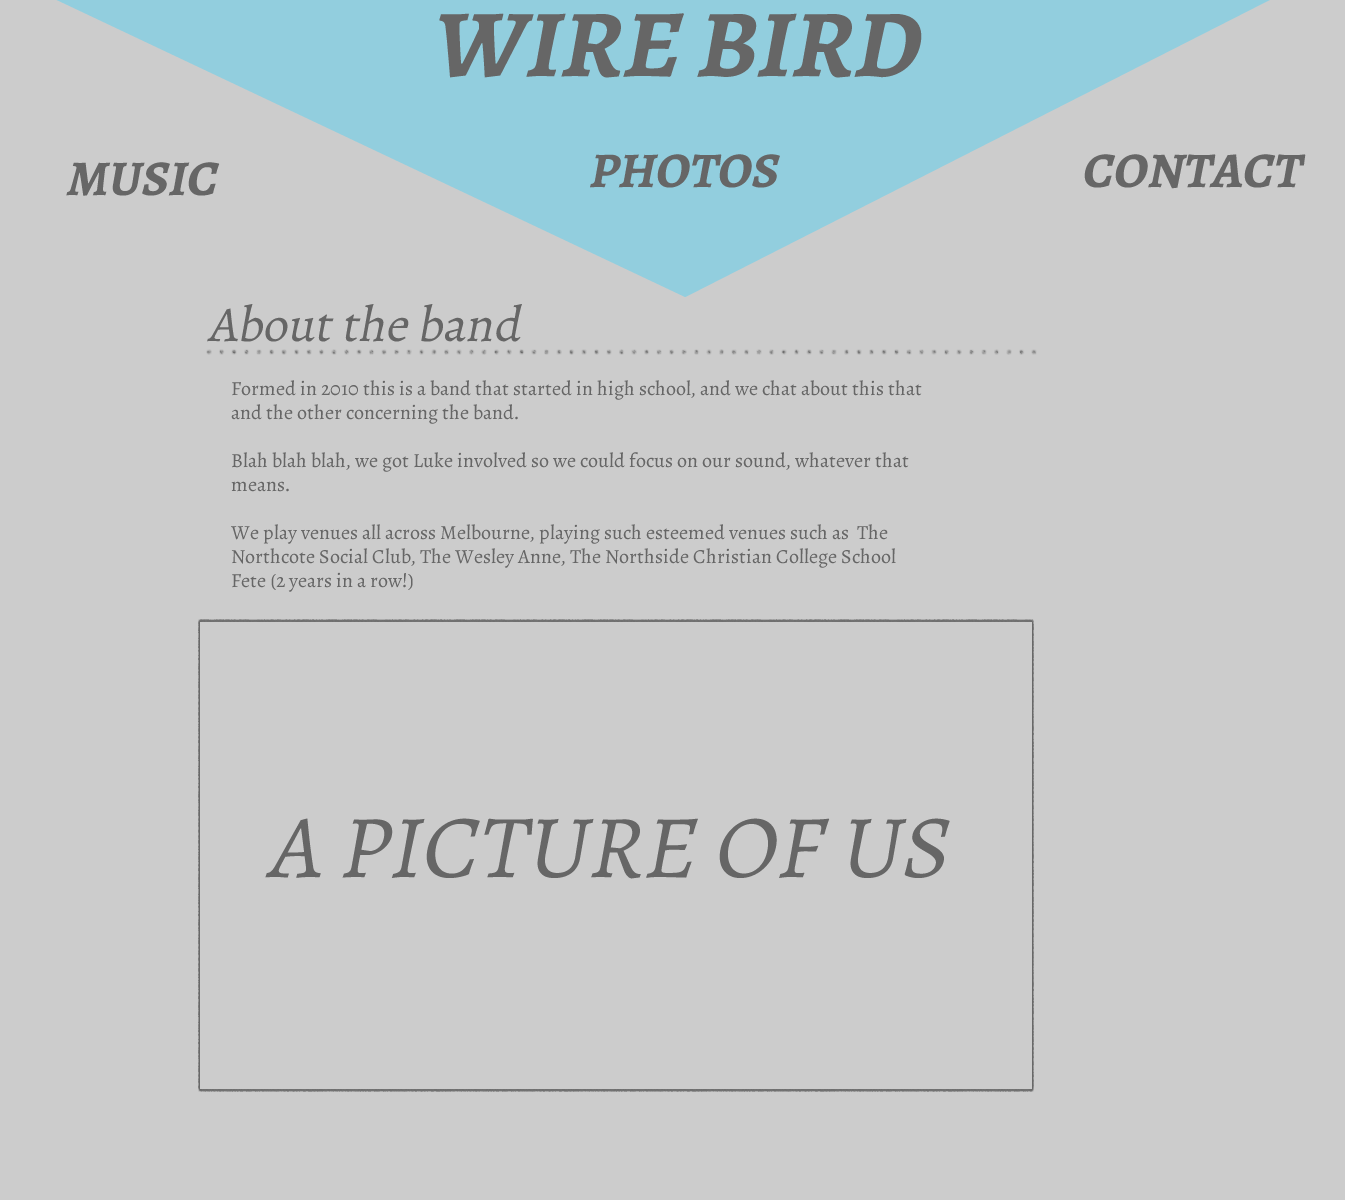 WIRE BIRD
MUSIC
PHOTOS
CONTACT
About the band
Formed in 2010 this is a band that started in high school, and we chat about this that
and the other concerning the band.
Blah blah blah, we got Luke involved so we could focus on our sound, whatever that
means.
We play venues all across Melbourne, playing such esteemed venues such as  The
Northcote Social Club, The Wesley Anne, The Northside Christian College School
Fete (2 years in a row!)
A PICTURE OF US